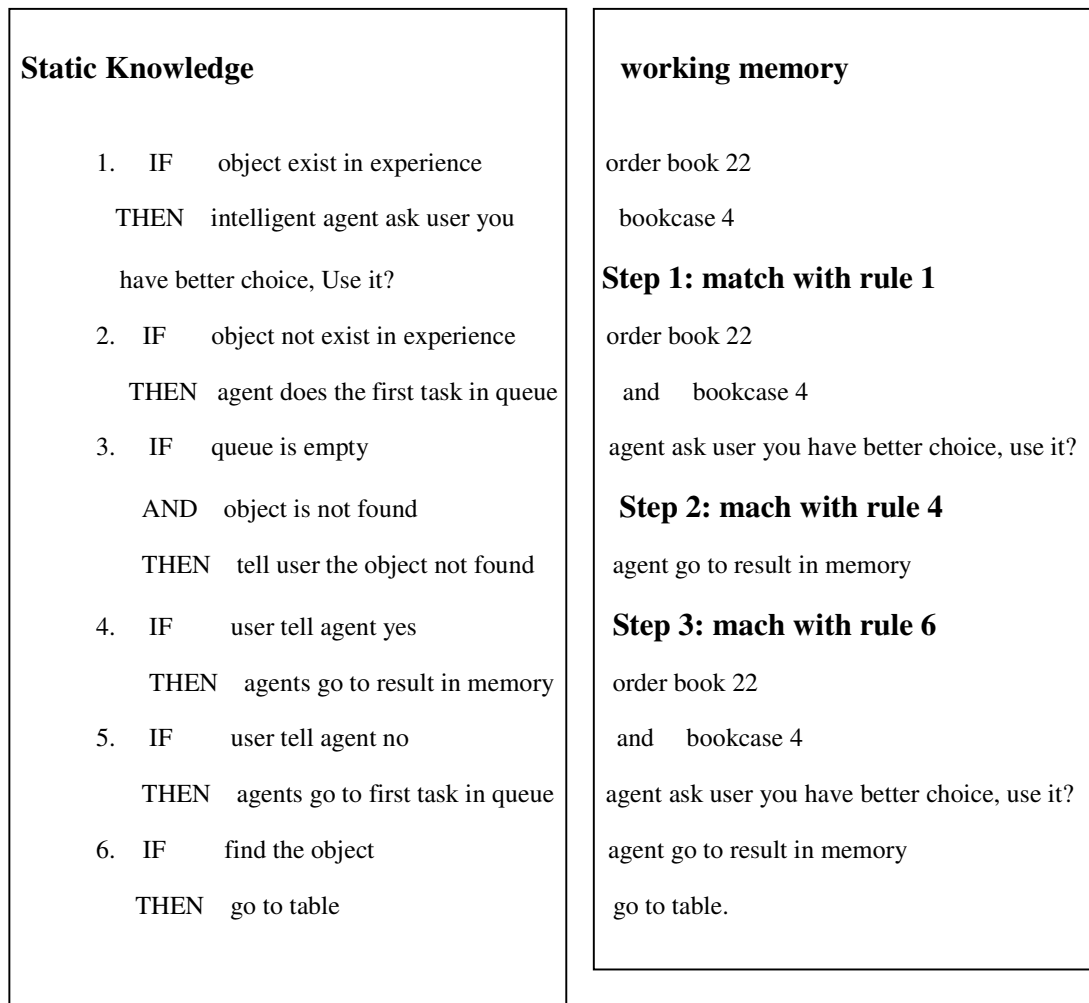 Static Knowledge
1. IF object exist in experience
THEN intelligent agent ask user you
have better choice, Use it?
2. IF object not exist in experience
THEN agent does the first task in queue
3. IF queue is empty
AND object is not found
THEN tell user the object not found
4. IF user tell agent yes
THEN agents go to result in memory
5. IF user tell agent no
THEN agents go to first task in queue
6. IF find the object
THEN go to table
working memory
order book 22
bookcase 4
Step 1: match with rule 1
order book 22
and bookcase 4
agent ask user you have better choice, use it?
Step 2: mach with rule 4
agent go to result in memory
Step 3: mach with rule 6
order book 22
and bookcase 4
agent ask user you have better choice, use it?
agent go to result in memory
go to table.